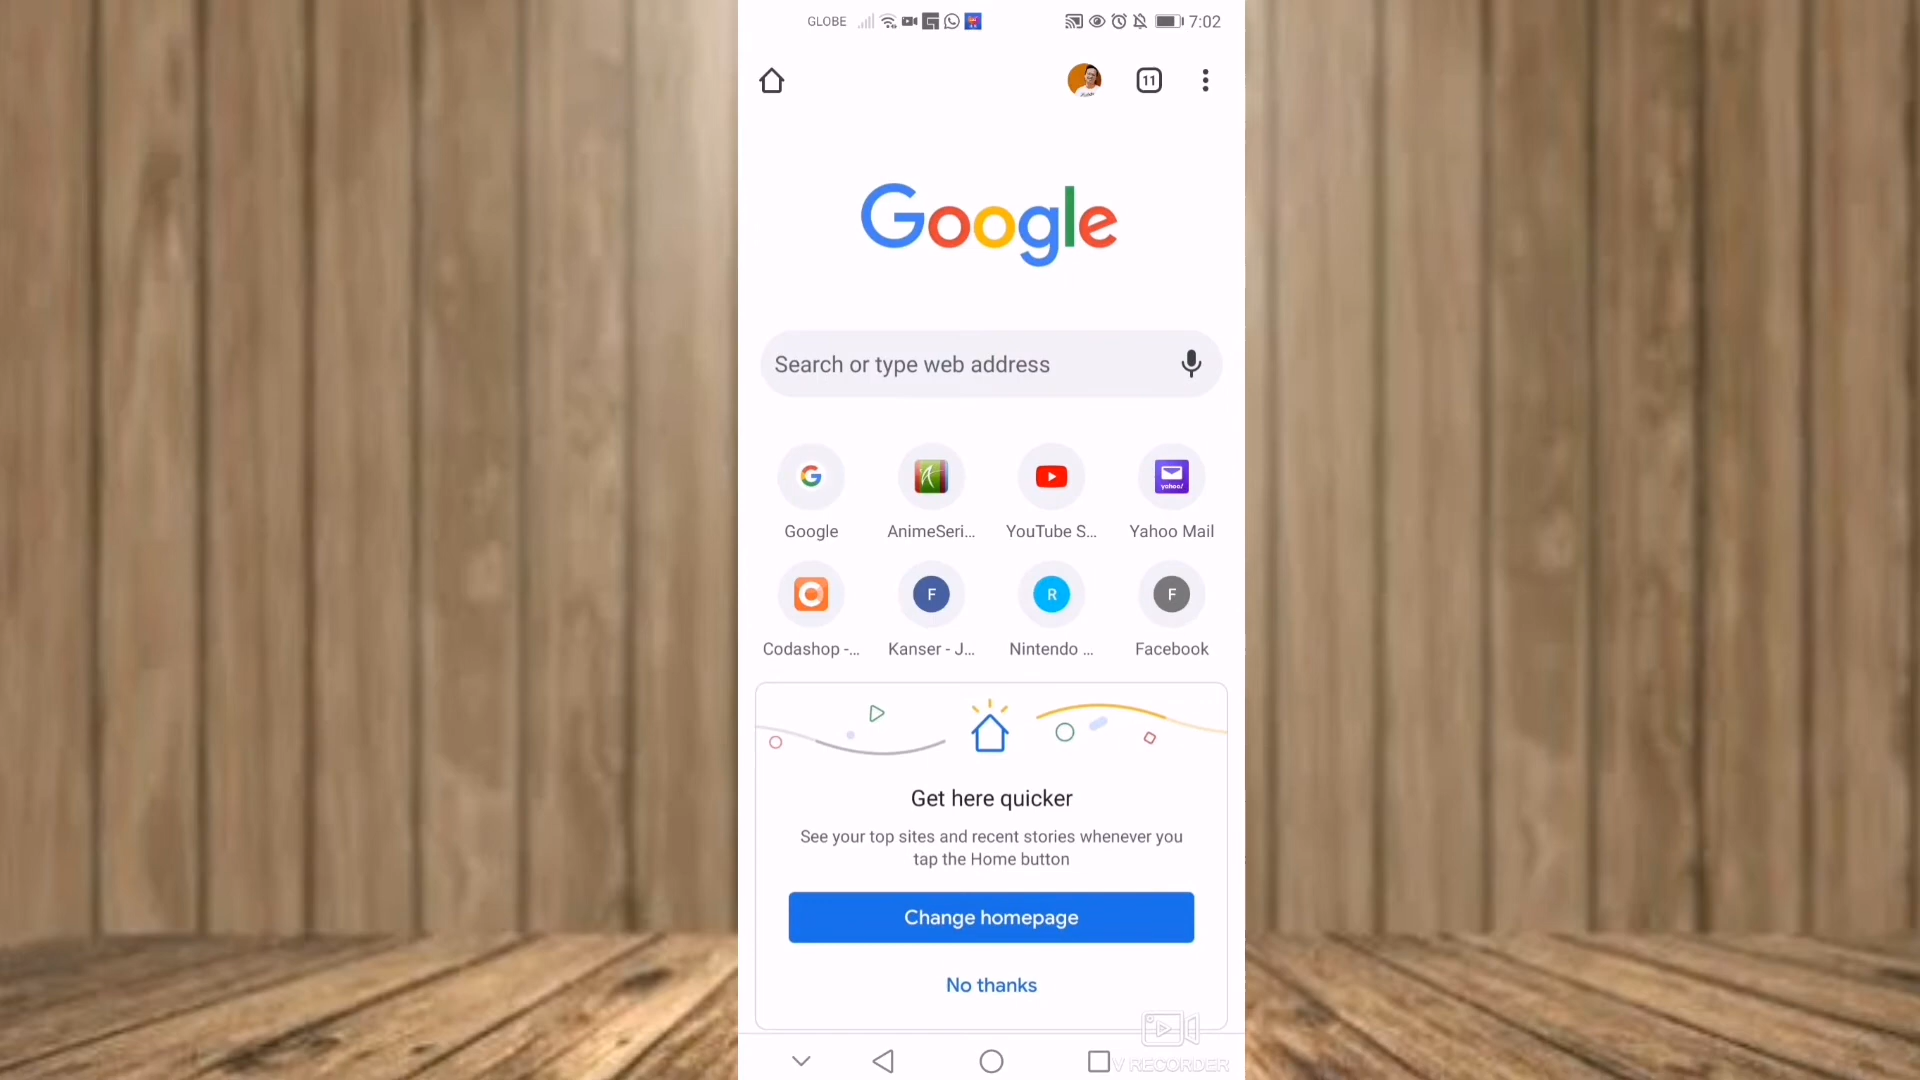 GLOBE 7:02
11
Google
Search or type web address
Google AnimeSeri... YouTube S... Yahoo Mail
yahoo!
F R F
Codashop -... Kanser - J... Nintendo ... Facebook
Get here quicker
See your top sites and recent stories whenever you
tap the Home button
Change homepage
No thanks
V RECORDER